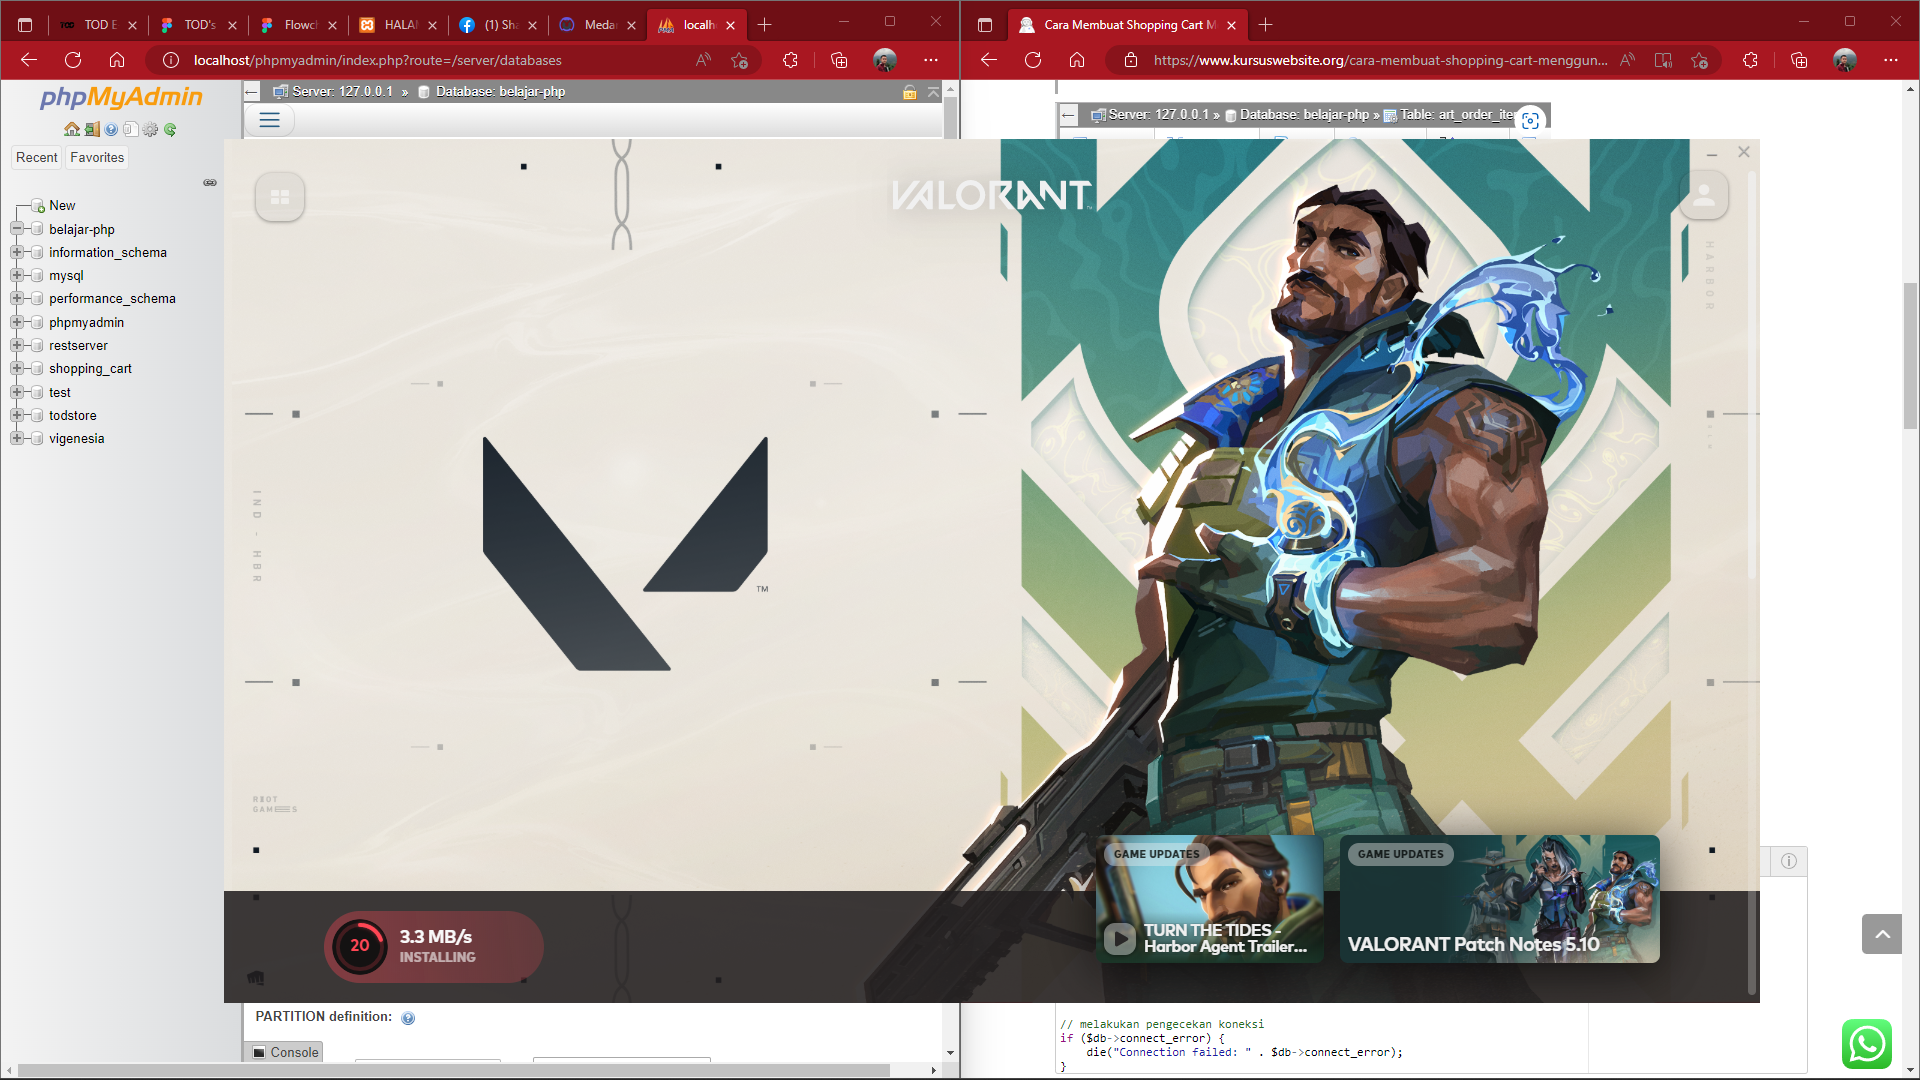 TOD E
TOD's
Flowc
HALA
(1) Sh
Meda
localh
localhost/phpmyadmin/index.php?route=/server/databases
phpMyAdmin
Recent
Favorites
New
belajar-php
information_schema
mysql
performance_schema
phpmyadmin
restserver
shopping_cart
test
todstore
vigenesia
Server: 127.0.0.1 » Database: belajar-php
Cara Membuat Shopping Cart M
https://www.kursuswebsite.org/cara-membuat-shopping-cart-menggun...
Server: 127.0.0.1 » Database: belajar-php » Table: art_order_ite
VALORANT
HARBOR
IND - HBR
TM
RIOT
GAMES
20
3.3 MB/s
INSTALLING
GAME UPDATES
TURN THE TIDES -
Harbor Agent Trailer...
GAME UPDATES
VALORANT Patch Notes 5.10
PARTITION definition:
Console
// melakukan pengecekan koneksi
if ($db->connect_error) {
die("Connection failed: " . $db->connect_error);
}